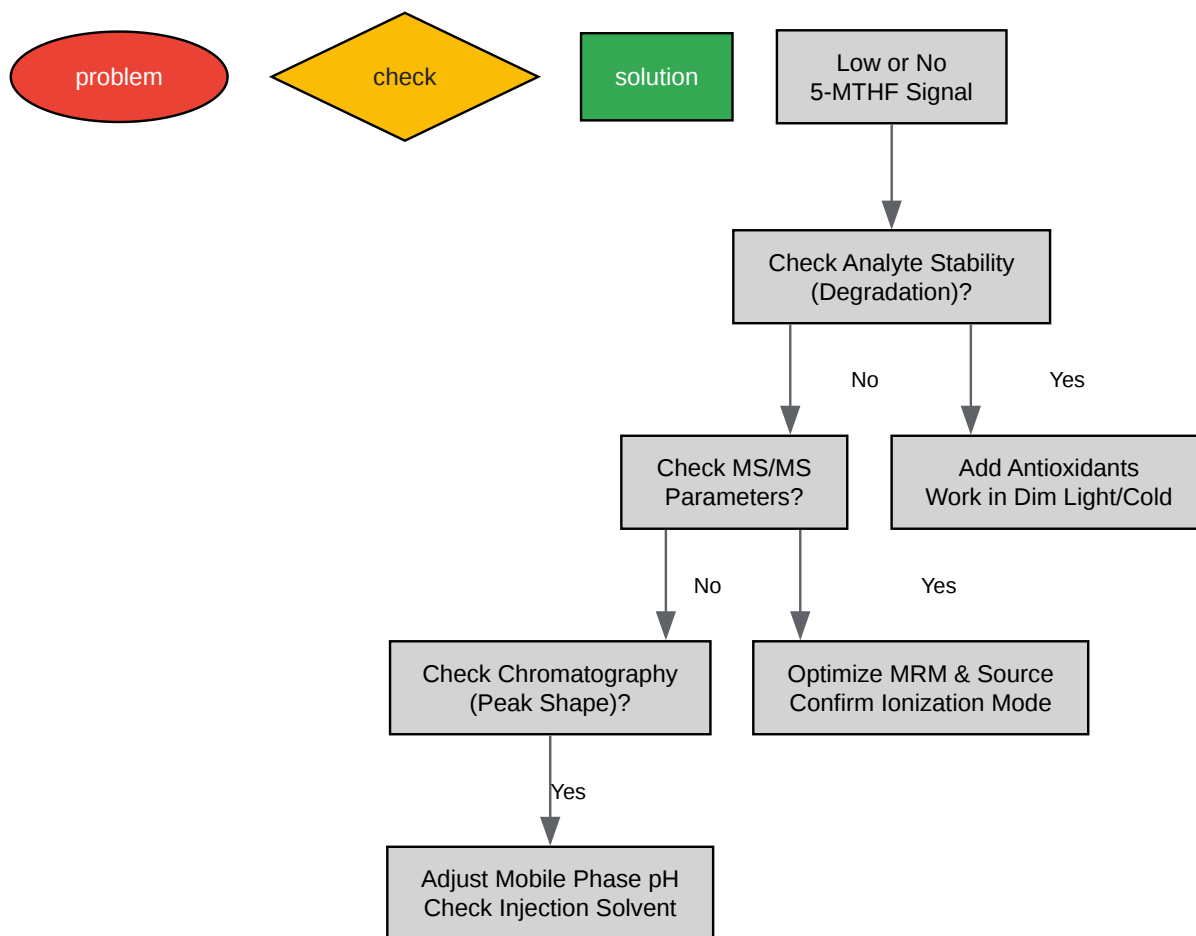 problem
check
solution
Low or No
5-MTHF Signal
Check Analyte Stability
(Degradation)?
No
Yes
Check MS/MS
Parameters?
Add Antioxidants
Work in Dim Light/Cold
No
Yes
Check Chromatography
(Peak Shape)?
Optimize MRM & Source
Confirm Ionization Mode
Yes
Adjust Mobile Phase pH
Check Injection Solvent